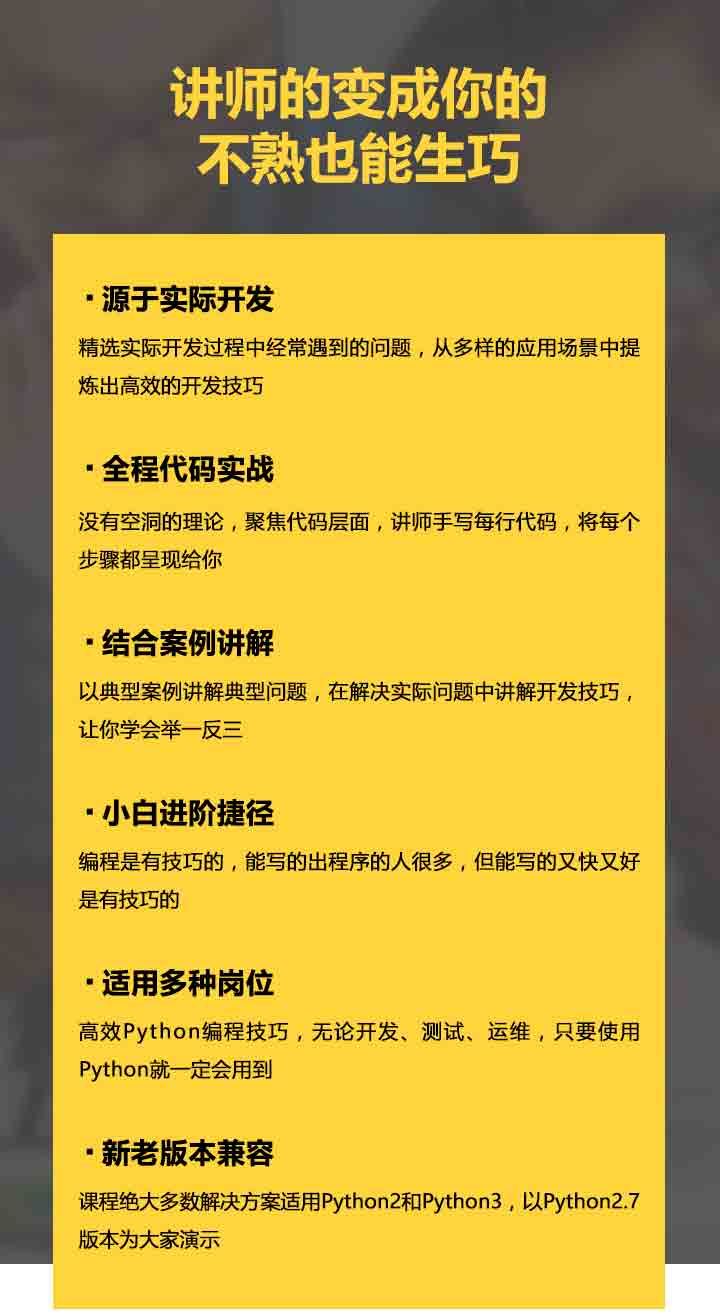 讲师的变成你的
不熟也能生巧
· 源于实际开发
精选实际开发过程中经常遇到的问题，从多样的应用场景中提
炼出高效的开发技巧
· 全程代码实战
没有空洞的理论，聚焦代码层面，讲师手写每行代码，将每个
步骤都呈现给你
· 结合案例讲解
以典型案例讲解典型问题，在解决实际问题中讲解开发技巧，
让你学会举一反三
· 小白进阶捷径
编程是有技巧的，能写的出程序的人很多，但能写的又快又好
是有技巧的
· 适用多种岗位
高效Python编程技巧，无论开发、测试、运维，只要使用
Python就一定会用到
· 新老版本兼容
课程绝大多数解决方案适用Python2和Python3，以Python2.7
版本为大家演示